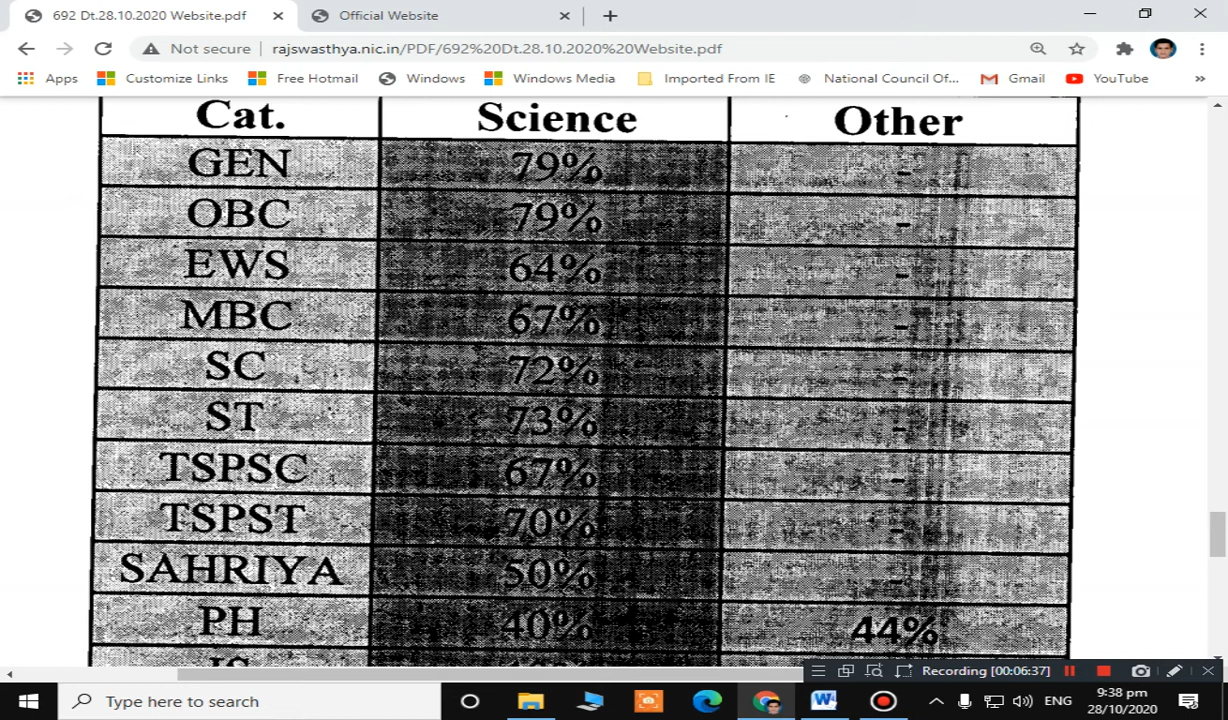 692 Dt.28.10.2020 Website.pdf
Official Website
Not secure rajswasthya.nic.in/PDF/692%20Dt.28.10.2020%20Website.pdf
Apps Customize Links Free Hotmail Windows Windows Media Imported From IE National Council Of... Gmail YouTube »
Cat. Science Other
GEN 79% -
OBC 79% -
EWS 64% -
MBC 67% -
SC 72% -
ST 73% -
TSPSC 67% -
TSPST 70% -
SAHRIYA 50% -
PH 40% 44%
Recording [00:06:37]
Type here to search
ENG
9:38 pm
28/10/2020